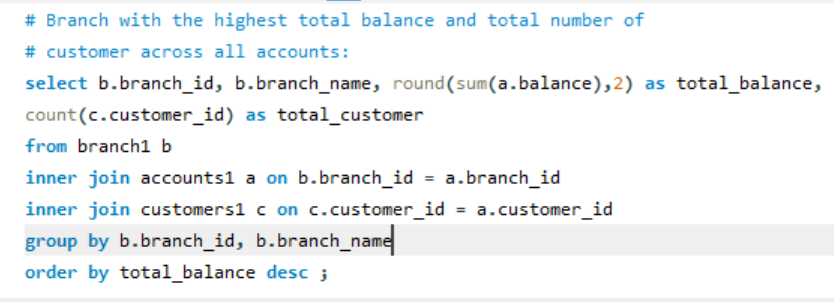 # Branch with the highest total balance and total number of
# customer across all accounts:
select b.branch_id, b.branch_name, round(sum(a.balance),2) as total_balance,
count(c.customer_id) as total_customer
from branch1 b
inner join accounts1 a on b.branch_id = a.branch_id
inner join customers1 c on c.customer_id = a.customer_id
group by b.branch_id, b.branch_name
order by total_balance desc ;